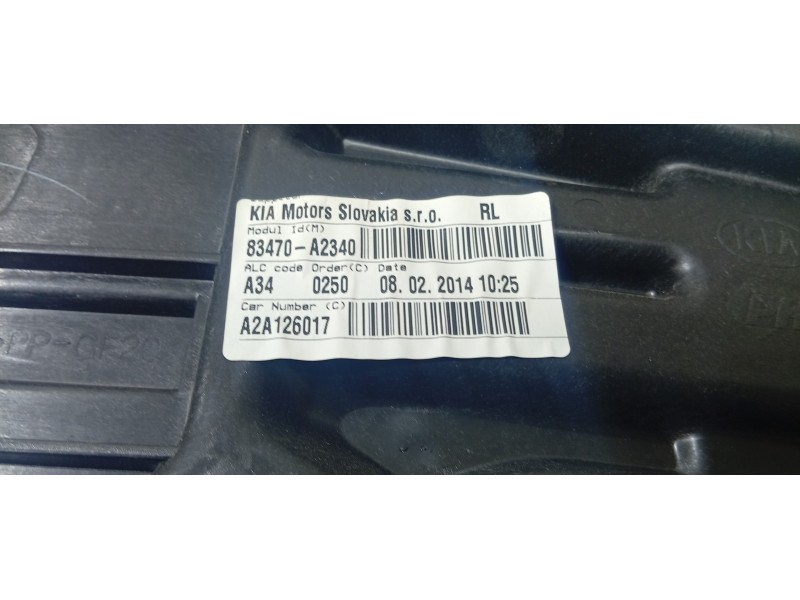 KIA Motors Slovakia s.r.o. RL
Modul Id(M)
83470-A2340
ALC code Order(C) Date
A34 0250 08. 02. 2014 10:25
Car Number (C)
A2A126017
KIA